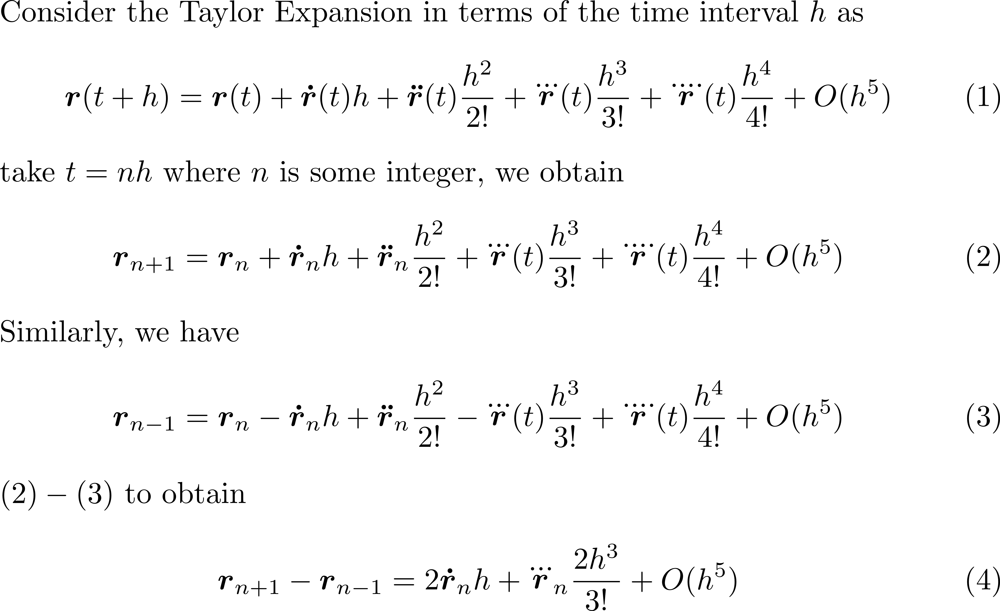 Consider the Taylor Expansion in terms of the time interval $h$ as
$$\boldsymbol{r}(t+h) = \boldsymbol{r}(t) + \dot{\boldsymbol{r}}(t)h + \ddot{\boldsymbol{r}}(t)\frac{h^2}{2!} + \dddot{\boldsymbol{r}}(t)\frac{h^3}{3!} + \ddddot{\boldsymbol{r}}(t)\frac{h^4}{4!} + O(h^5) \quad (1)$$
take $t = nh$ where $n$ is some integer, we obtain
$$\boldsymbol{r}_{n+1} = \boldsymbol{r}_n + \dot{\boldsymbol{r}}_n h + \ddot{\boldsymbol{r}}_n\frac{h^2}{2!} + \dddot{\boldsymbol{r}}(t)\frac{h^3}{3!} + \ddddot{\boldsymbol{r}}(t)\frac{h^4}{4!} + O(h^5) \quad (2)$$
Similarly, we have
$$\boldsymbol{r}_{n-1} = \boldsymbol{r}_n - \dot{\boldsymbol{r}}_n h + \ddot{\boldsymbol{r}}_n\frac{h^2}{2!} - \dddot{\boldsymbol{r}}(t)\frac{h^3}{3!} + \ddddot{\boldsymbol{r}}(t)\frac{h^4}{4!} + O(h^5) \quad (3)$$
(2) − (3) to obtain
$$\boldsymbol{r}_{n+1} - \boldsymbol{r}_{n-1} = 2\dot{\boldsymbol{r}}_n h + \dddot{\boldsymbol{r}}_n\frac{2h^3}{3!} + O(h^5) \quad (4)$$